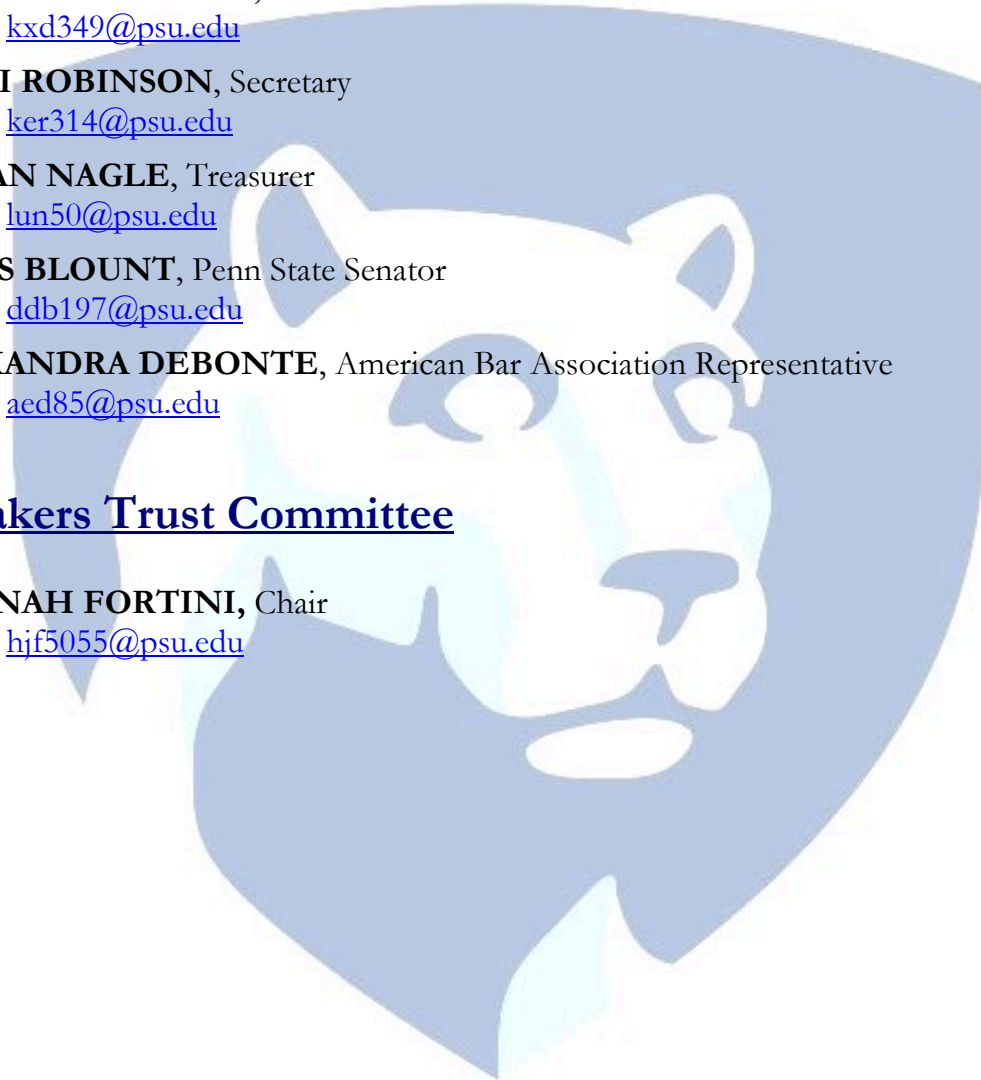 kxd349@psu.edu
I ROBINSON, Secretary
ker314@psu.edu
AN NAGLE, Treasurer
lun50@psu.edu
S BLOUNT, Penn State Senator
ddb197@psu.edu
ANDRA DEBONTE, American Bar Association Representative
aed85@psu.edu
akers Trust Committee
NAH FORTINI, Chair
hjf5055@psu.edu